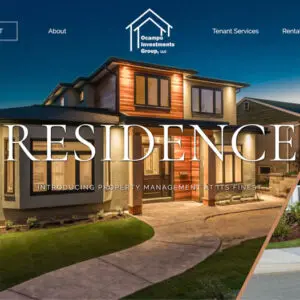 T
About
Ocampo
Investments
Group, LLC
Tenant Services
Renta
RESIDENCE
INTRODUCING PROPERTY MANAGEMENT AT ITS FINEST